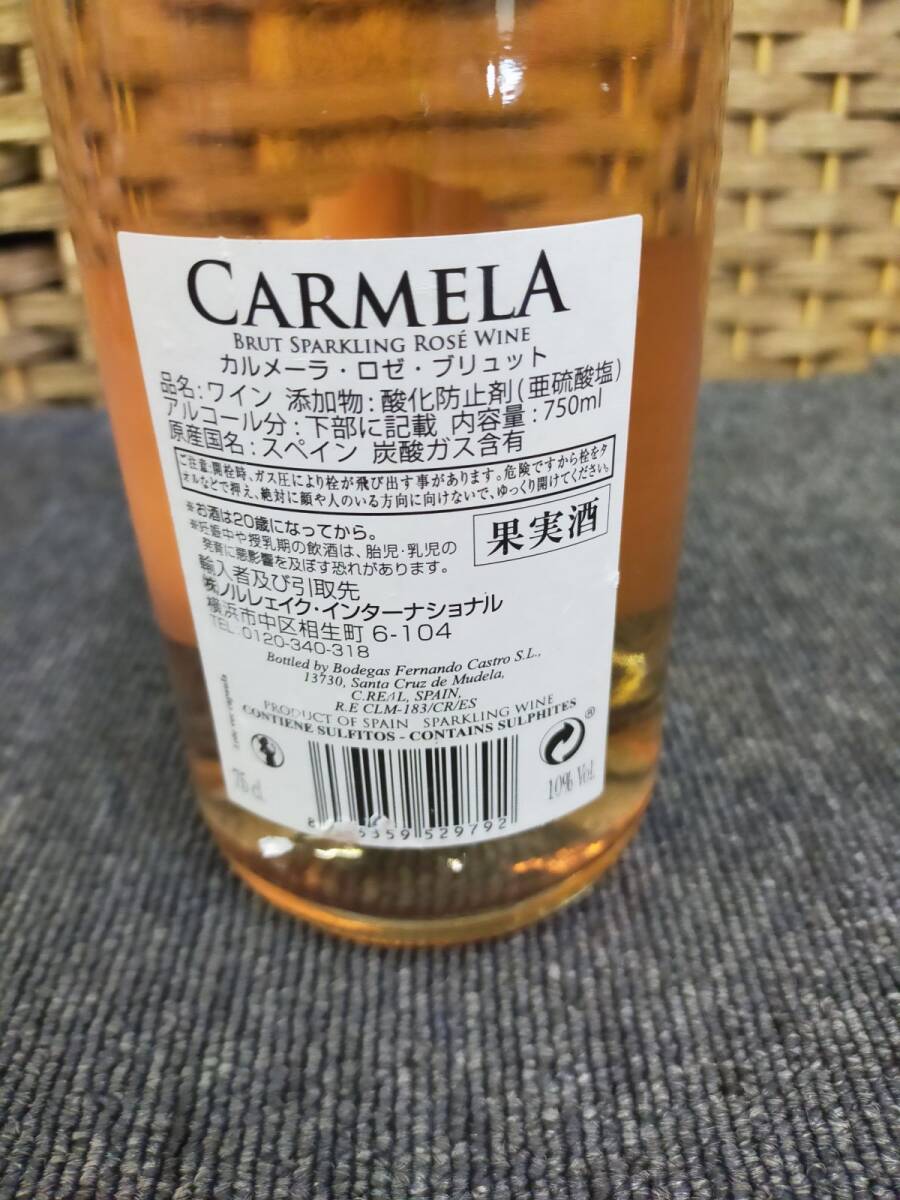 CARMELA
BRUT SPARKLING ROSÉ WINE
カルメーラ・ロゼ・ブリュット
品名:ワイン 添加物:酸化防止剤(亜硫酸塩)
アルコール分:下部に記載 内容量:750ml
原産国名:スペイン 炭酸ガス含有
ご注意:開栓時、ガス圧により栓が飛び出す事があります。危険ですから栓をタ
オルなどで押え、絶対に顔や人のいる方向に向けないで、ゆっくり開けてください。
※お酒は20歳になってから。
※妊娠中や授乳期の飲酒は、胎児・乳児の
発育に悪影響を及ぼす恐れがあります。
果実酒
輸入者及び引取先
㈱ノルレェイク・インターナショナル
横浜市中区相生町 6-104
TEL 0120-340-318
Bottled by Bodegas Fernando Castro S.L.,
13730, Santa Cruz de Mudela,
C.REAL, SPAIN,
R.E CLM-183/CR/ES
PRODUCT OF SPAIN SPARKLING WINE
CONTIENE SULFITOS - CONTAINS SULPHITES
®
75 cl.
10% Vol.
8 359 529792